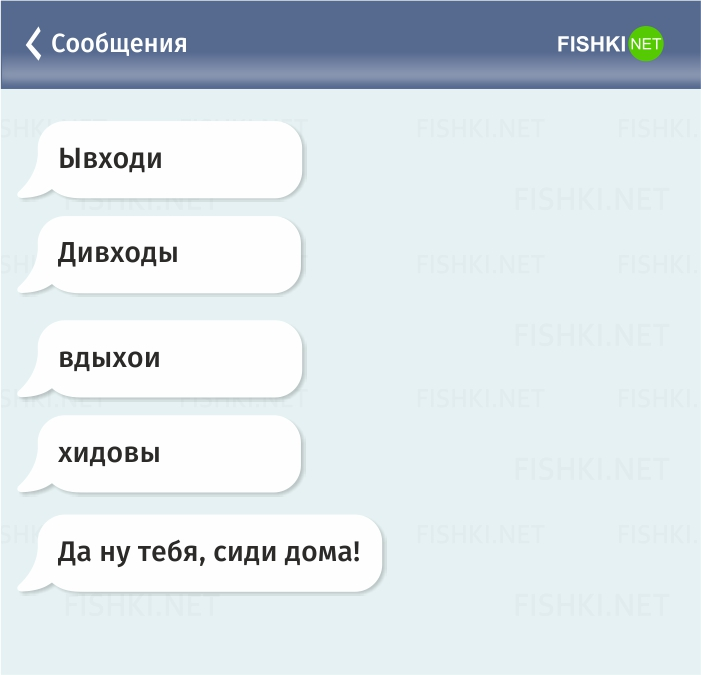 Сообщения
FISHKI NET
Ывходи
Дивходы
вдыхои
хидовы
Да ну тебя, сиди дома!